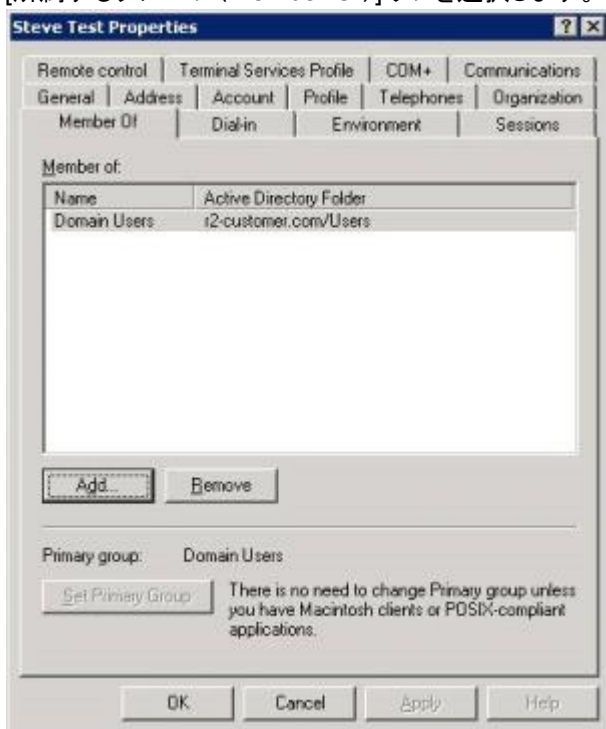 Steve Test Properties
Remote control Terminal Services Profile COM+ Communications
General Address Account Profile Telephones Organization
Member Of Dial-in Environment Sessions
Member of:
Name Active Directory Folder
Domain Users r2-customer.com/Users
Add... Remove
Primary group: Domain Users
Set Primary Group
There is no need to change Primary group unless
you have Macintosh clients or POSIX-compliant
applications.
OK Cancel Apply Help